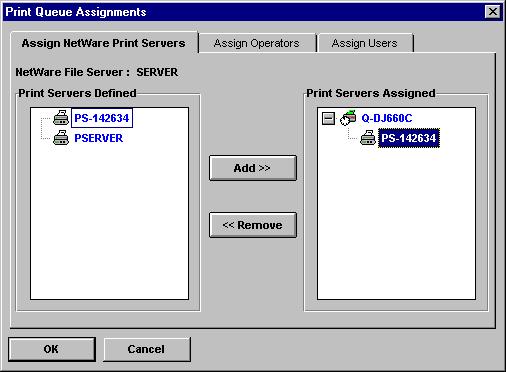 Print Queue Assignments
Assign NetWare Print Servers
Assign Operators
Assign Users
NetWare File Server : SERVER
Print Servers Defined
PS-142634
PSERVER
Add >>
<< Remove
Print Servers Assigned
Q-DJ660C
PS-142634
OK
Cancel